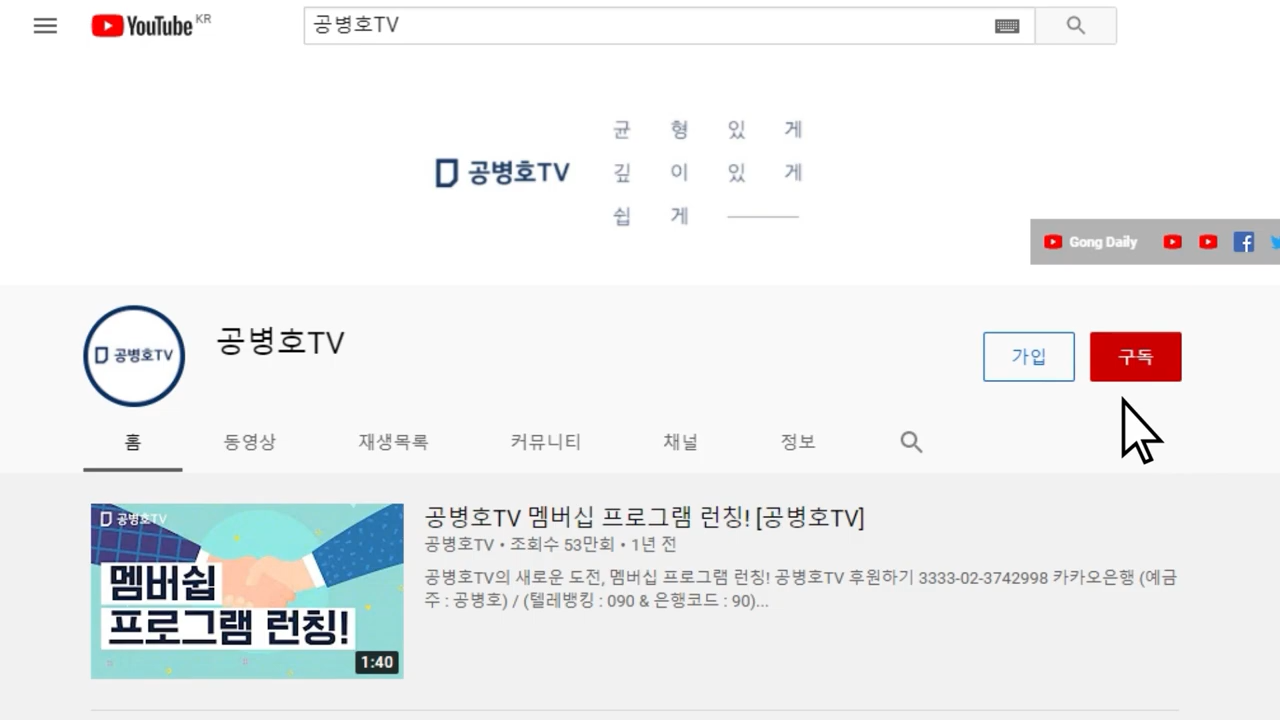 YouTube KR
공병호TV
공병호TV
균 형 있 게
깊 이 있 게
쉽 게
Gong Daily
공병호TV
공병호TV
가입
구독
홈
동영상
재생목록
커뮤니티
채널
정보
공병호TV
멤버쉽
프로그램 런칭!
1:40
공병호TV 멤버십 프로그램 런칭! [공병호TV]
공병호TV • 조회수 53만회 • 1년 전
공병호TV의 새로운 도전, 멤버십 프로그램 런칭! 공병호TV 후원하기 3333-02-3742998 카카오은행 (예금
주 : 공병호) / (텔레뱅킹 : 090 & 은행코드 : 90)...